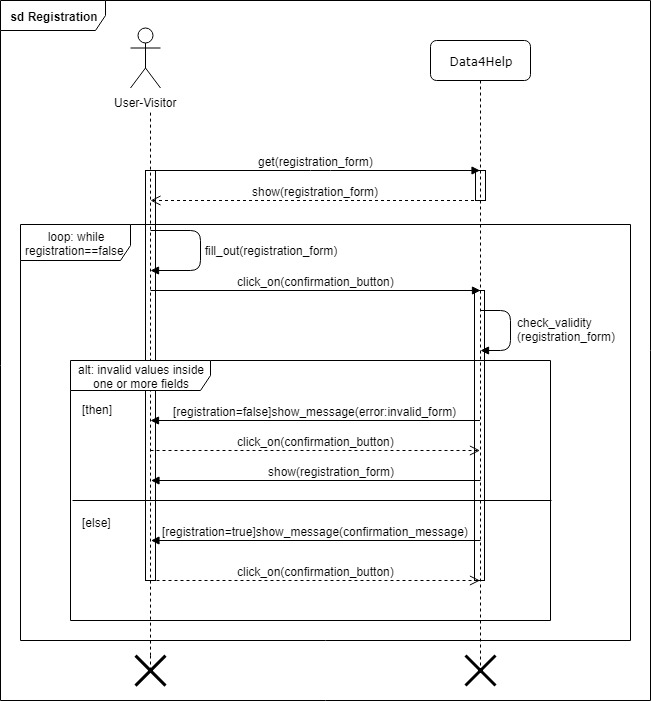 sd Registration
User-Visitor
Data4Help
get(registration_form)
show(registration_form)
loop: while
registration==false
fill_out(registration_form)
click_on(confirmation_button)
check_validity
(registration_form)
alt: invalid values inside
one or more fields
[then]
[registration=false]show_message(error:invalid_form)
click_on(confirmation_button)
show(registration_form)
[else]
[registration=true]show_message(confirmation_message)
click_on(confirmation_button)